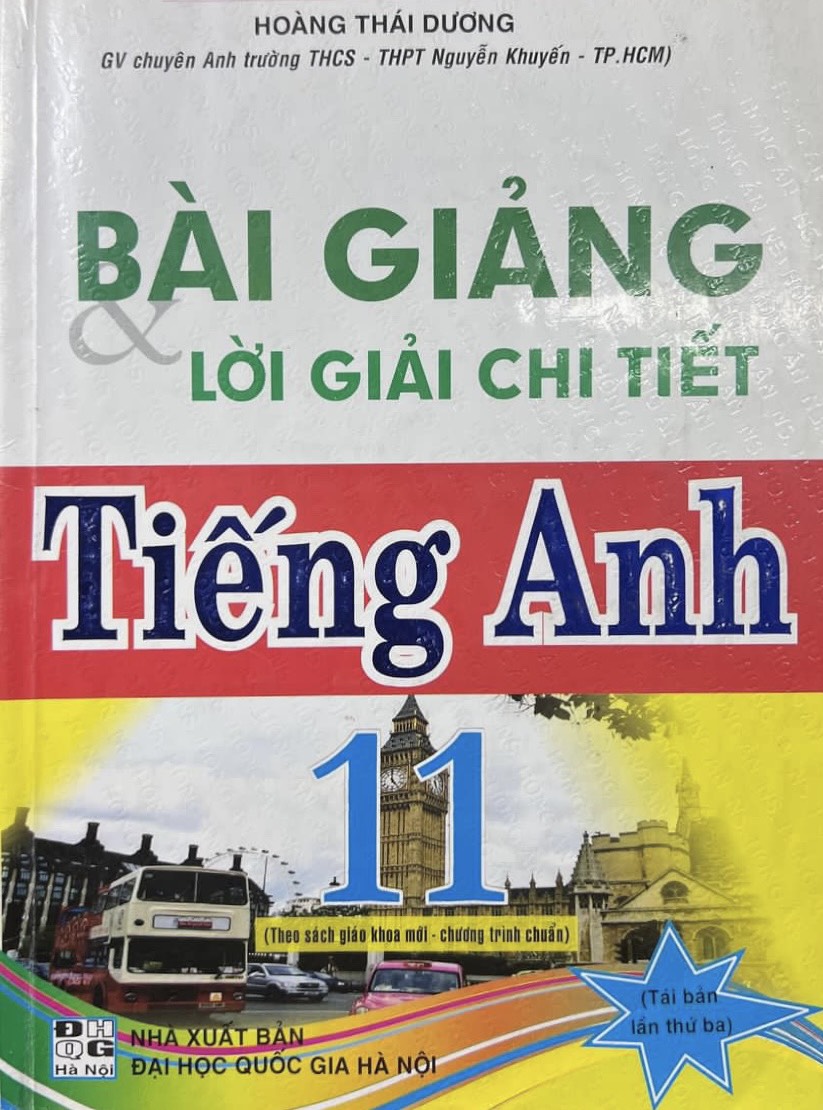 HOÀNG THÁI DƯƠNG
GV chuyên Anh trường THCS - THPT Nguyễn Khuyến - TP.HCM)
BÀI GIẢNG
& LỜI GIẢI CHI TIẾT
Tiếng Anh
11
(Theo sách giáo khoa mới - chương trình chuẩn)
(Tái bản
lần thứ ba)
ĐH
QG
Hà Nội
NHÀ XUẤT BẢN
ĐẠI HỌC QUỐC GIA HÀ NỘI